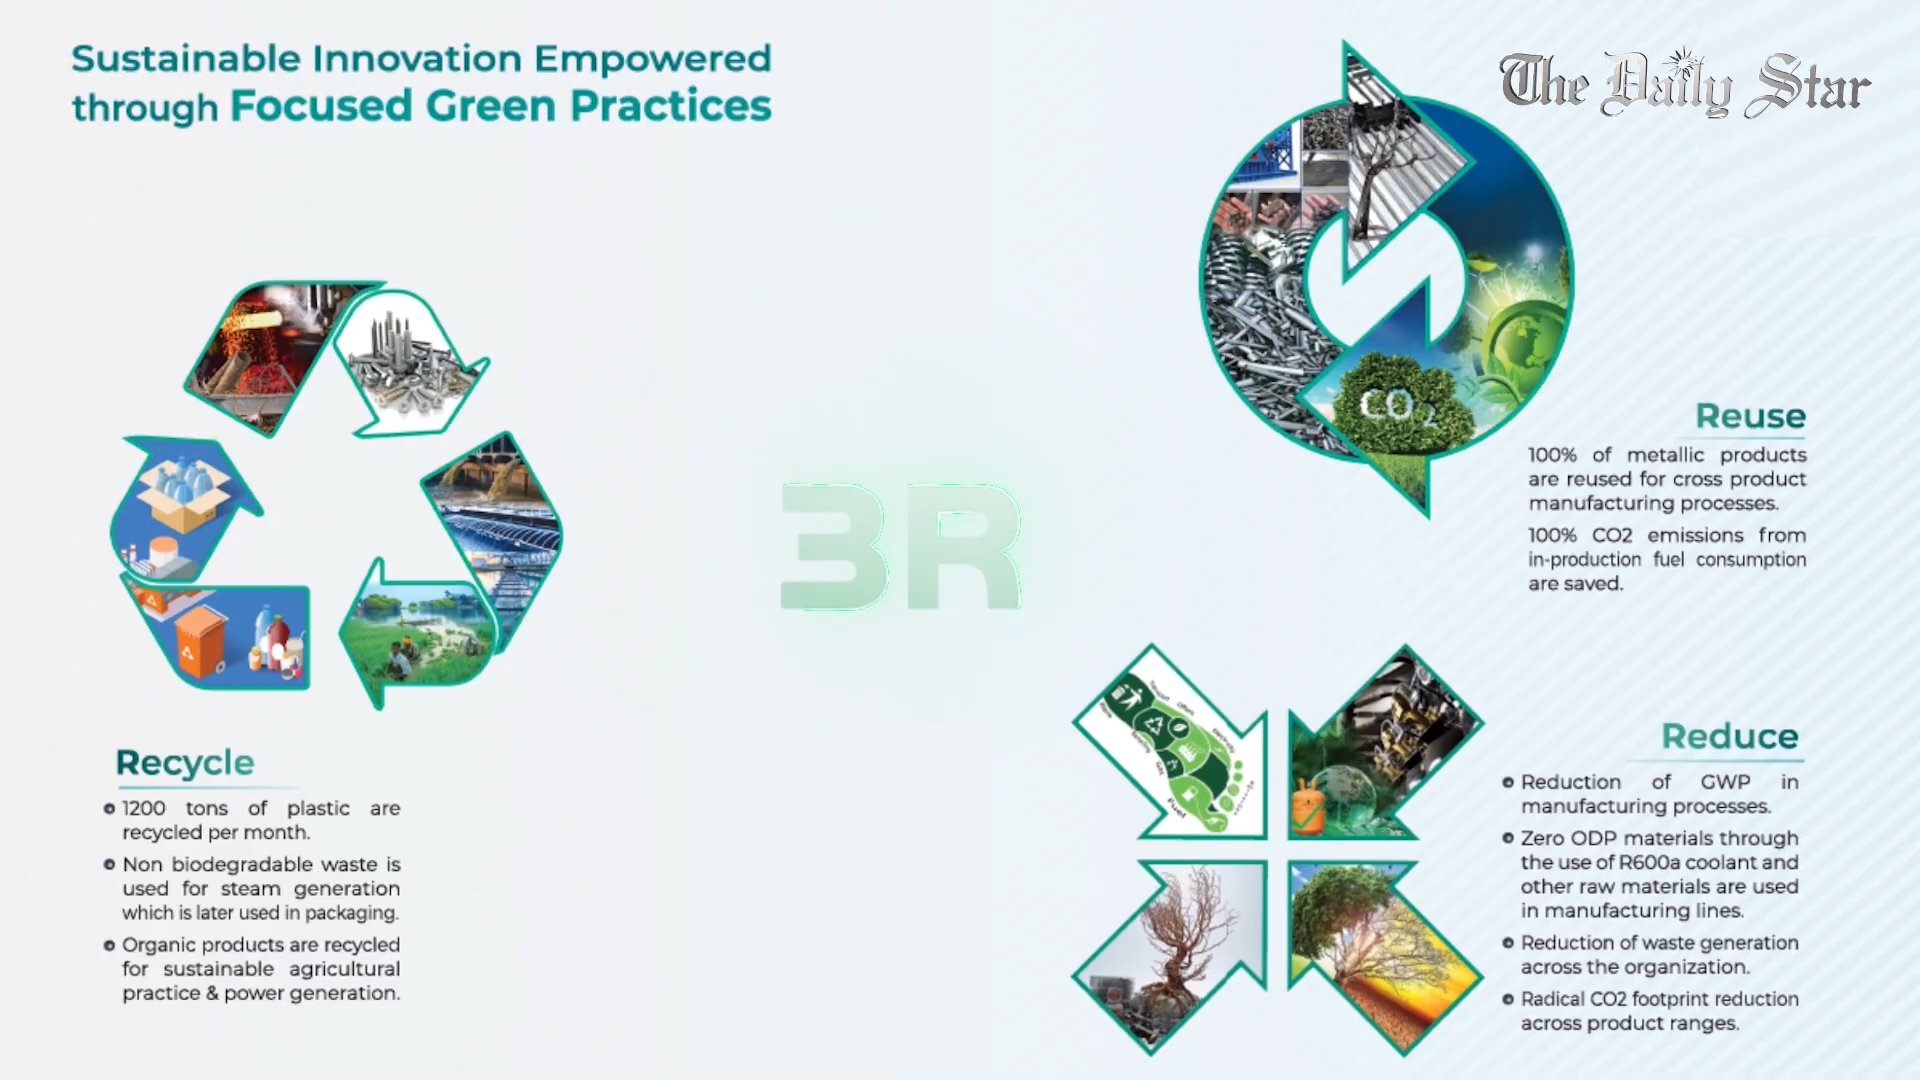 Sustainable Innovation Empowered
through Focused Green Practices
The Daily Star
CO2
3R
Recycle
1200 tons of plastic are
recycled per month.
Non biodegradable waste is
used for steam generation
which is later used in packaging.
Organic products are recycled
for sustainable agricultural
practice & power generation.
Reuse
100% of metallic products
are reused for cross product
manufacturing processes.
100% CO2 emissions from
in-production fuel consumption
are saved.
Fuel
Reduce
Reduction of GWP in
manufacturing processes.
Zero ODP materials through
the use of R600a coolant and
other raw materials are used
in manufacturing lines.
Reduction of waste generation
across the organization.
Radical CO2 footprint reduction
across product ranges.